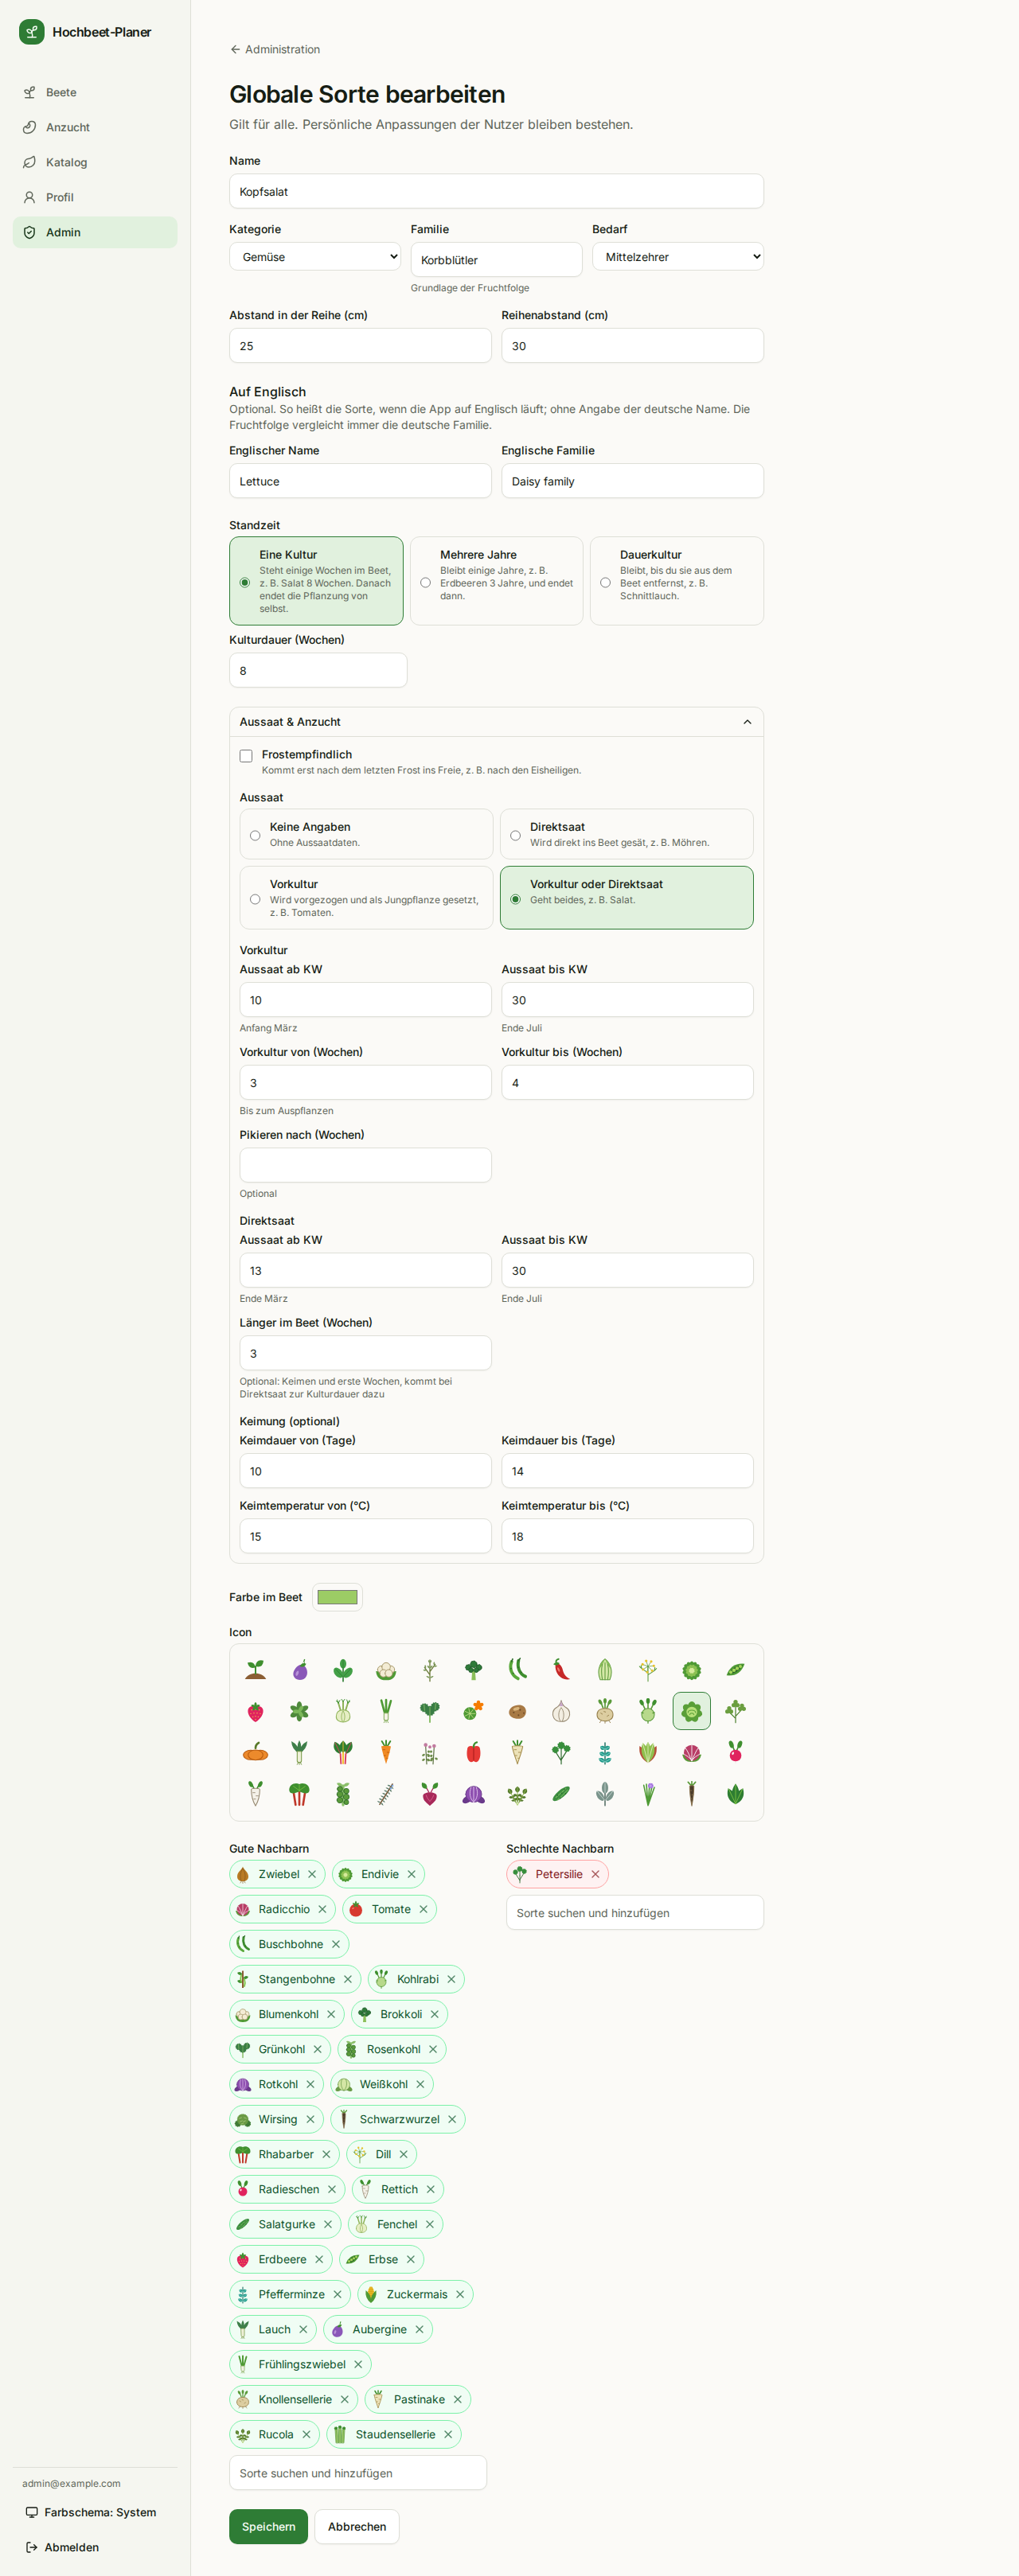 Hochbeet-Planer
Beete
Anzucht
Katalog
Profil
Admin
Administration
Globale Sorte bearbeiten
Gilt für alle. Persönliche Anpassungen der Nutzer bleiben bestehen.
Name
Kopfsalat
Kategorie Familie Bedarf
Gemüse Korbblütler Mittelzehrer
Grundlage der Fruchtfolge
Abstand in der Reihe (cm) Reihenabstand (cm)
25 30
Auf Englisch
Optional. So heißt die Sorte, wenn die App auf Englisch läuft; ohne Angabe der deutsche Name. Die
Fruchtfolge vergleicht immer die deutsche Familie.
Englischer Name Englische Familie
Lettuce Daisy family
Standzeit
Eine Kultur
Steht einige Wochen im Beet,
z. B. Salat 8 Wochen. Danach
endet die Pflanzung von
selbst.
Mehrere Jahre
Bleibt einige Jahre, z. B.
Erdbeeren 3 Jahre, und endet
dann.
Dauerkultur
Bleibt, bis du sie aus dem
Beet entfernst, z. B.
Schnittlauch.
Kulturdauer (Wochen)
8
Aussaat & Anzucht
Frostempfindlich
Kommt erst nach dem letzten Frost ins Freie, z. B. nach den Eisheiligen.
Aussaat
Keine Angaben
Ohne Aussaatdaten.
Direktsaat
Wird direkt ins Beet gesät, z. B. Möhren.
Vorkultur
Wird vorgezogen und als Jungpflanze gesetzt,
z. B. Tomaten.
Vorkultur oder Direktsaat
Geht beides, z. B. Salat.
Vorkultur
Aussaat ab KW Aussaat bis KW
10 30
Anfang März Ende Juli
Vorkultur von (Wochen) Vorkultur bis (Wochen)
3 4
Bis zum Auspflanzen
Pikieren nach (Wochen)
Optional
Direktsaat
Aussaat ab KW Aussaat bis KW
13 30
Ende März Ende Juli
Länger im Beet (Wochen)
3
Optional: Keimen und erste Wochen, kommt bei
Direktsaat zur Kulturdauer dazu
Keimung (optional)
Keimdauer von (Tage) Keimdauer bis (Tage)
10 14
Keimtemperatur von (°C) Keimtemperatur bis (°C)
15 18
Farbe im Beet
Icon
Gute Nachbarn
Zwiebel Endivie
Radicchio Tomate
Buschbohne
Stangenbohne Kohlrabi
Blumenkohl Brokkoli
Grünkohl Rosenkohl
Rotkohl Weißkohl
Wirsing Schwarzwurzel
Rhabarber Dill
Radieschen Rettich
Salatgurke Fenchel
Erdbeere Erbse
Pfefferminze Zuckermais
Lauch Aubergine
Frühlingszwiebel
Knollensellerie Pastinake
Rucola Staudensellerie
Sorte suchen und hinzufügen
Schlechte Nachbarn
Petersilie
Sorte suchen und hinzufügen
Speichern Abbrechen
admin@example.com
Farbschema: System
Abmelden